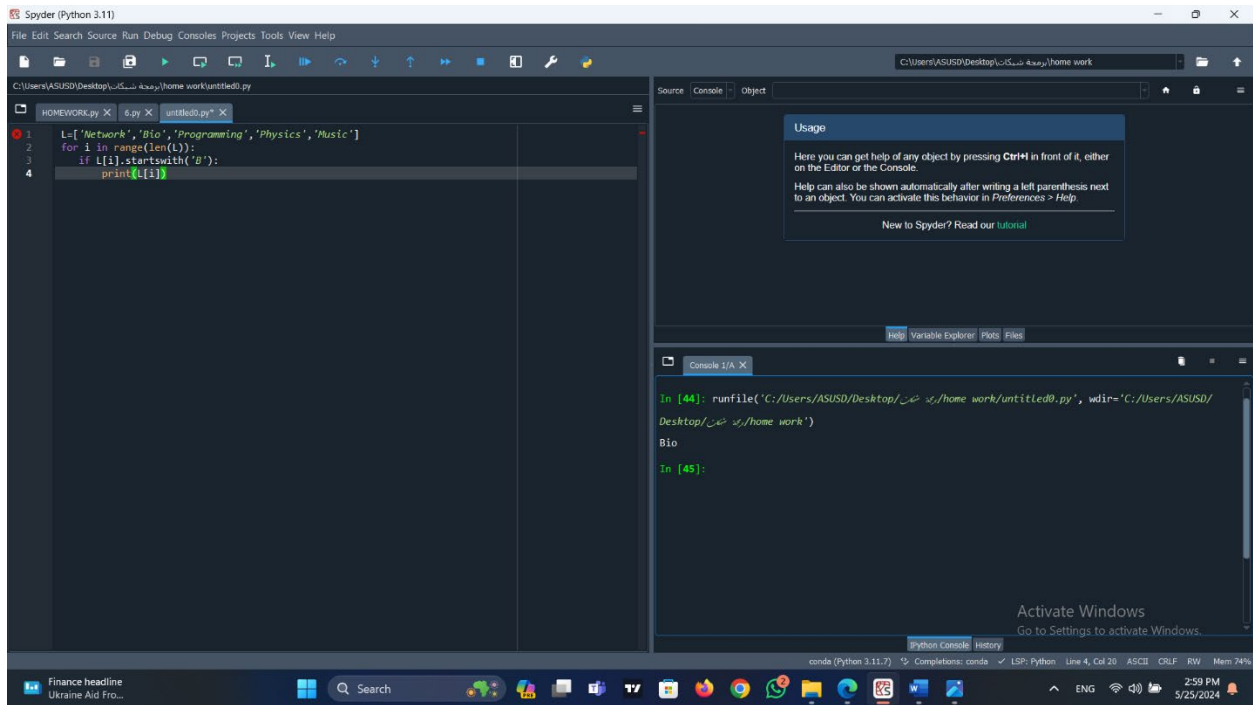 Spyder (Python 3.11)
File Edit Search Source Run Debug Consoles Projects Tools View Help
C:\Users\ASUSD\Desktop\برمجة شبكات\home work
C:\Users\ASUSD\Desktop\برمجة شبكات\home work\untitled0.py
HOMEWORK.py 6.py untitled0.py*
1 L=['Network','Bio','Programming','Physics','Music']
2 for i in range(len(L)):
3 if L[i].startswith('B'):
4 print(L[i])
Source Console Object
Usage
Here you can get help of any object by pressing Ctrl+I in front of it, either
on the Editor or the Console.
Help can also be shown automatically after writing a left parenthesis next
to an object. You can activate this behavior in Preferences > Help.
New to Spyder? Read our tutorial
Help Variable Explorer Plots Files
Console 1/A
In [44]: runfile('C:/Users/ASUSD/Desktop/برمجة شبكات/home work/untitled0.py', wdir='C:/Users/ASUSD/
Desktop/برمجة شبكات/home work')
Bio
In [45]:
Activate Windows
Go to Settings to activate Windows.
IPython Console History
conda (Python 3.11.7) Completions: conda LSP: Python Line 4, Col 20 ASCII CRLF RW Mem 74%
Finance headline
Ukraine Aid Fro...
Search
PRE
2
ENG
2:59 PM
5/25/2024